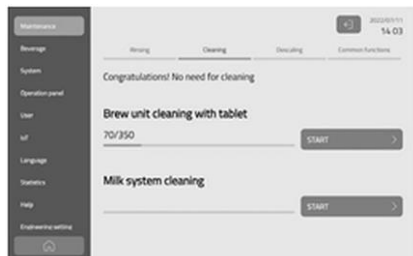 Maintenance
Beverage
System
Operation panel
User
IoT
Language
Statistics
Help
Engineering setting
2022/01/11
14 03
Rinsing
Cleaning
Descaling
Common functions
Congratulations! No need for cleaning
Brew unit cleaning with tablet
70/350
START
Milk system cleaning
START